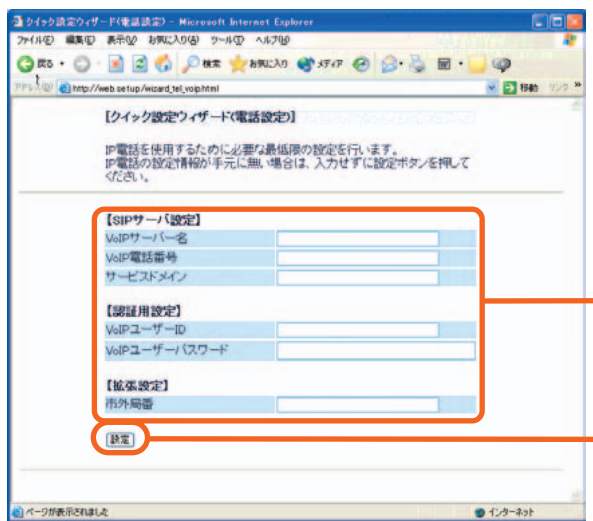 クイック設定ウィザード(電話設定) - Microsoft Internet Explorer
ファイル(F) 編集(E) 表示(V) お気に入り(A) ツール(T) ヘルプ(H)
戻る 検索 お気に入り メディア
アドレス(D) http://web.setup/wizard_tel_voip.html 移動 リンク »
[クイック設定ウィザード(電話設定)]
IP電話を使用するために必要な最低限の設定を行います。
IP電話の設定情報が手元に無い場合は、入力せずに設定ボタンを押して
ください。
【SIPサーバ設定】
VoIPサーバー名
VoIP電話番号
サービスドメイン
【認証用設定】
VoIPユーザーID
VoIPユーザーパスワード
【拡張設定】
市外局番
設定
ページが表示されました インターネット